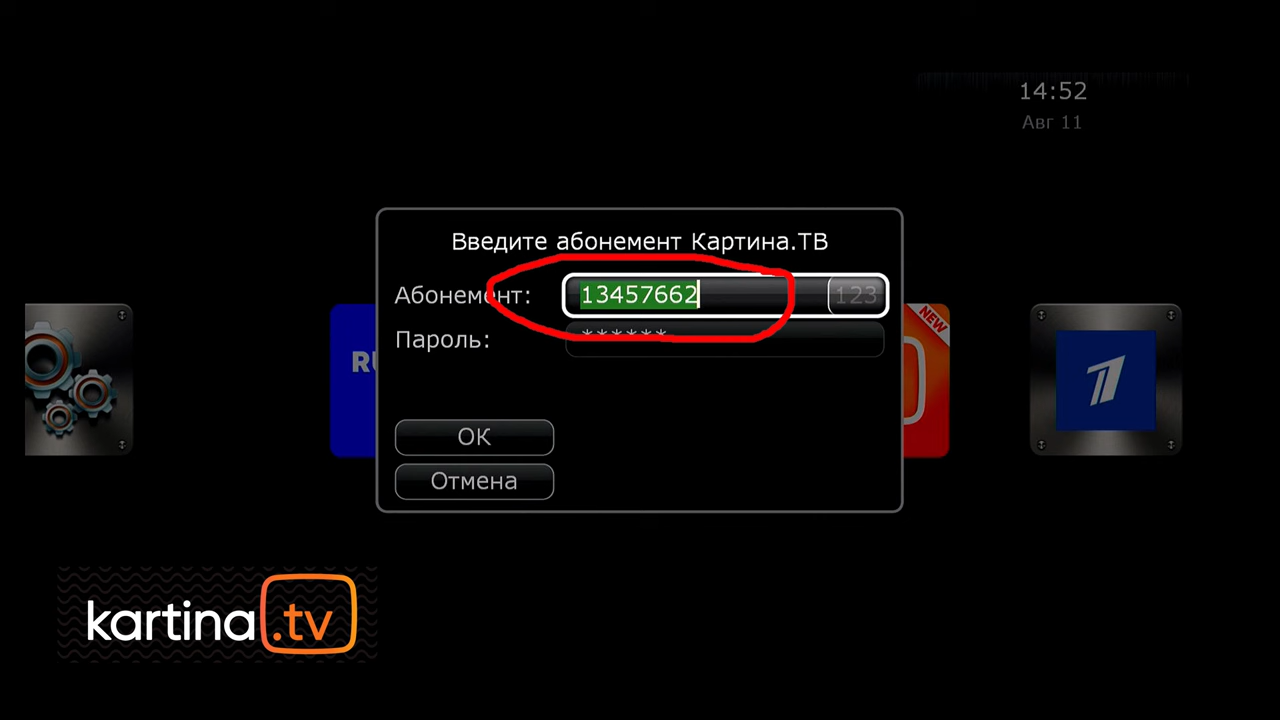 14:52
Авг 11
Введите абонемент Картина.ТВ
Абонемент: 13457662 123
Пароль: ******
RU
NEW
ОК
Отмена
kartina.tv